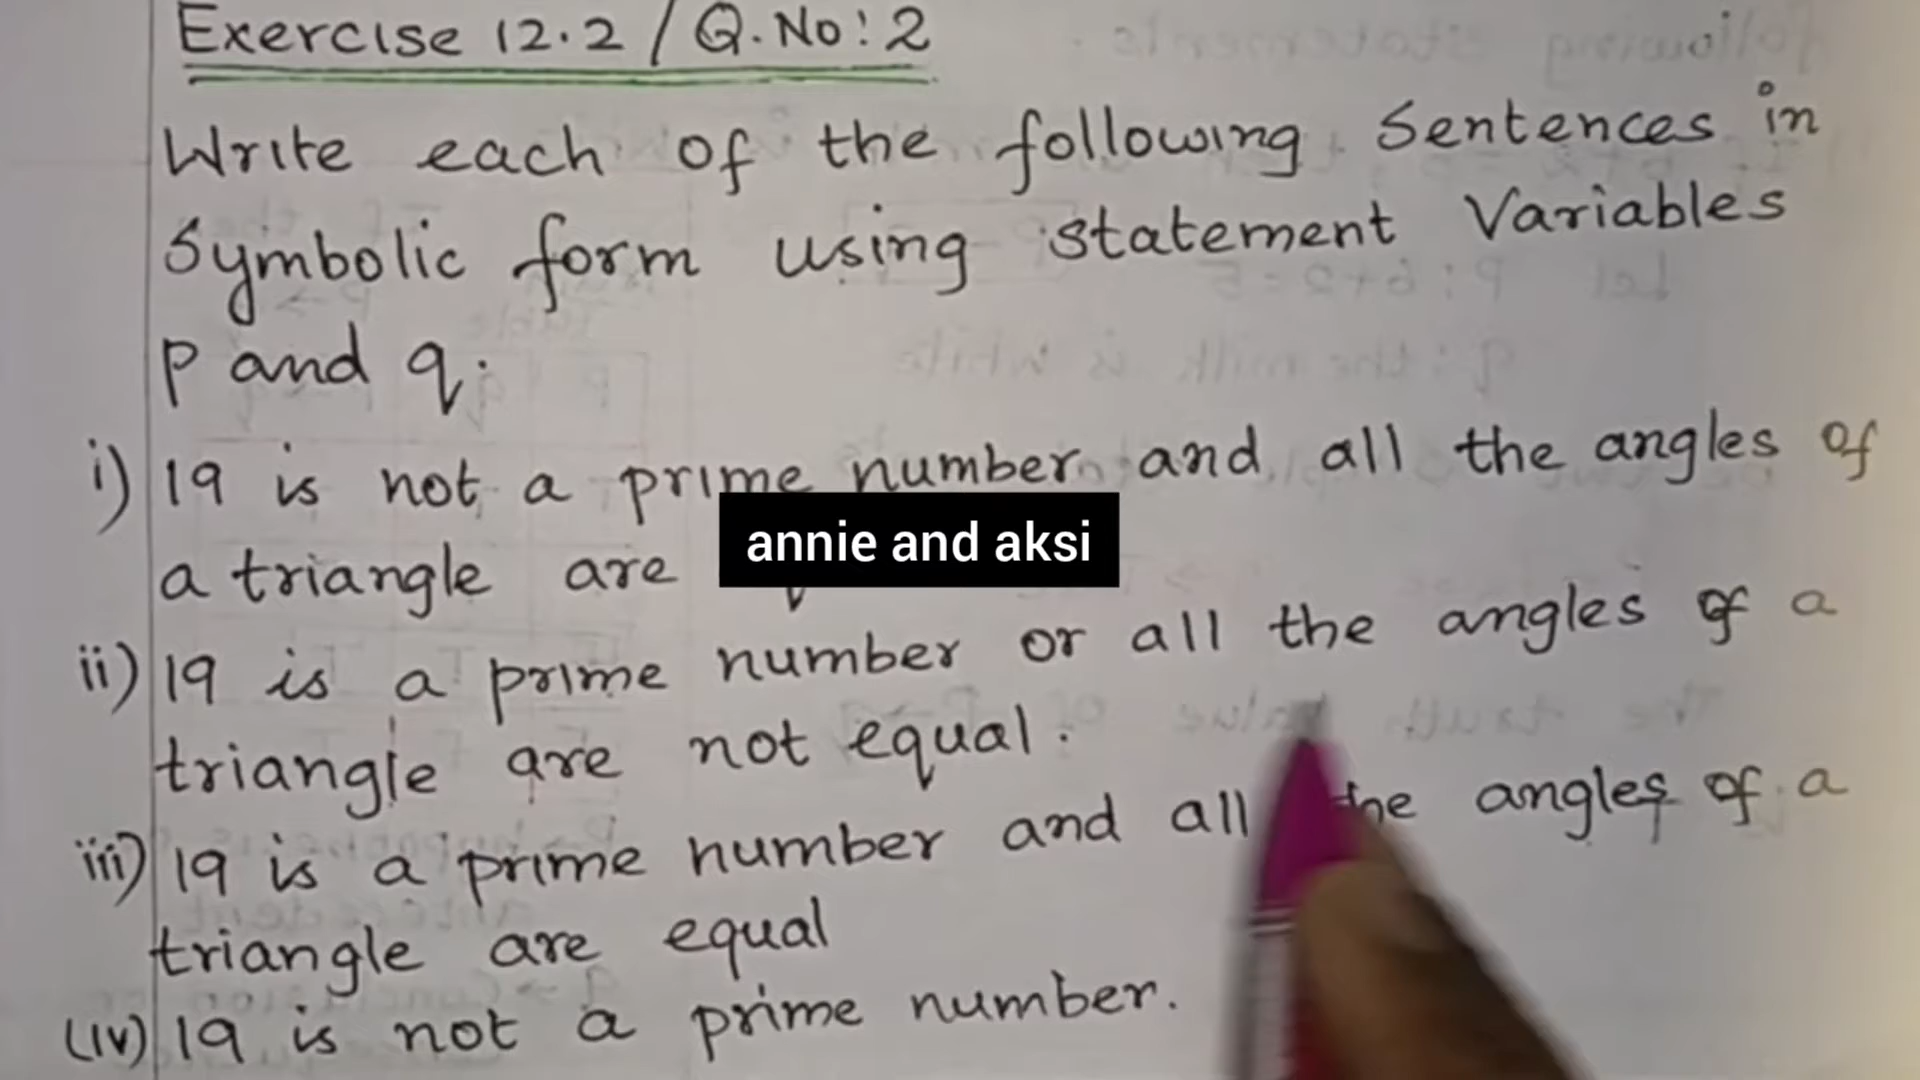 Exercise 12.2 / Q.No: 2
Write each of the following Sentences in
Symbolic form using statement Variables
P and q.
i) 19 is not a prime number and all the angles of
annie and aksi
a triangle are
ii) 19 is a prime number or all the angles of a
triangle are not equal.
iii) 19 is a prime number and all the angles of a
triangle are equal
(iv) 19 is not a prime number.